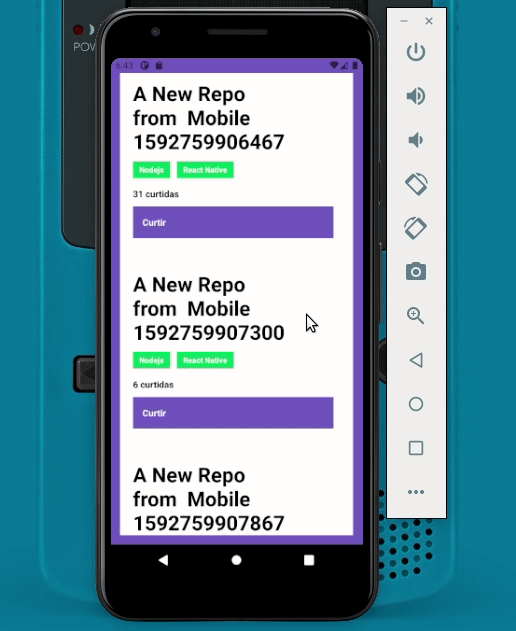 POW
6:43
A New Repo
from Mobile
1592759906467
Nodejs React Native
31 curtidas
Curtir
A New Repo
from Mobile
1592759907300
Nodejs React Native
6 curtidas
Curtir
A New Repo
from Mobile
1592759907867